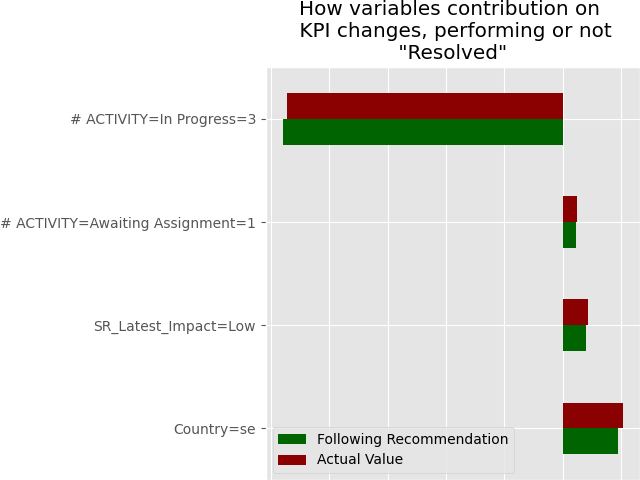 How variables contribution on
KPI changes, performing or not
"Resolved"
# ACTIVITY=In Progress=3
# ACTIVITY=Awaiting Assignment=1
SR_Latest_Impact=Low
Country=se
Following Recommendation
Actual Value